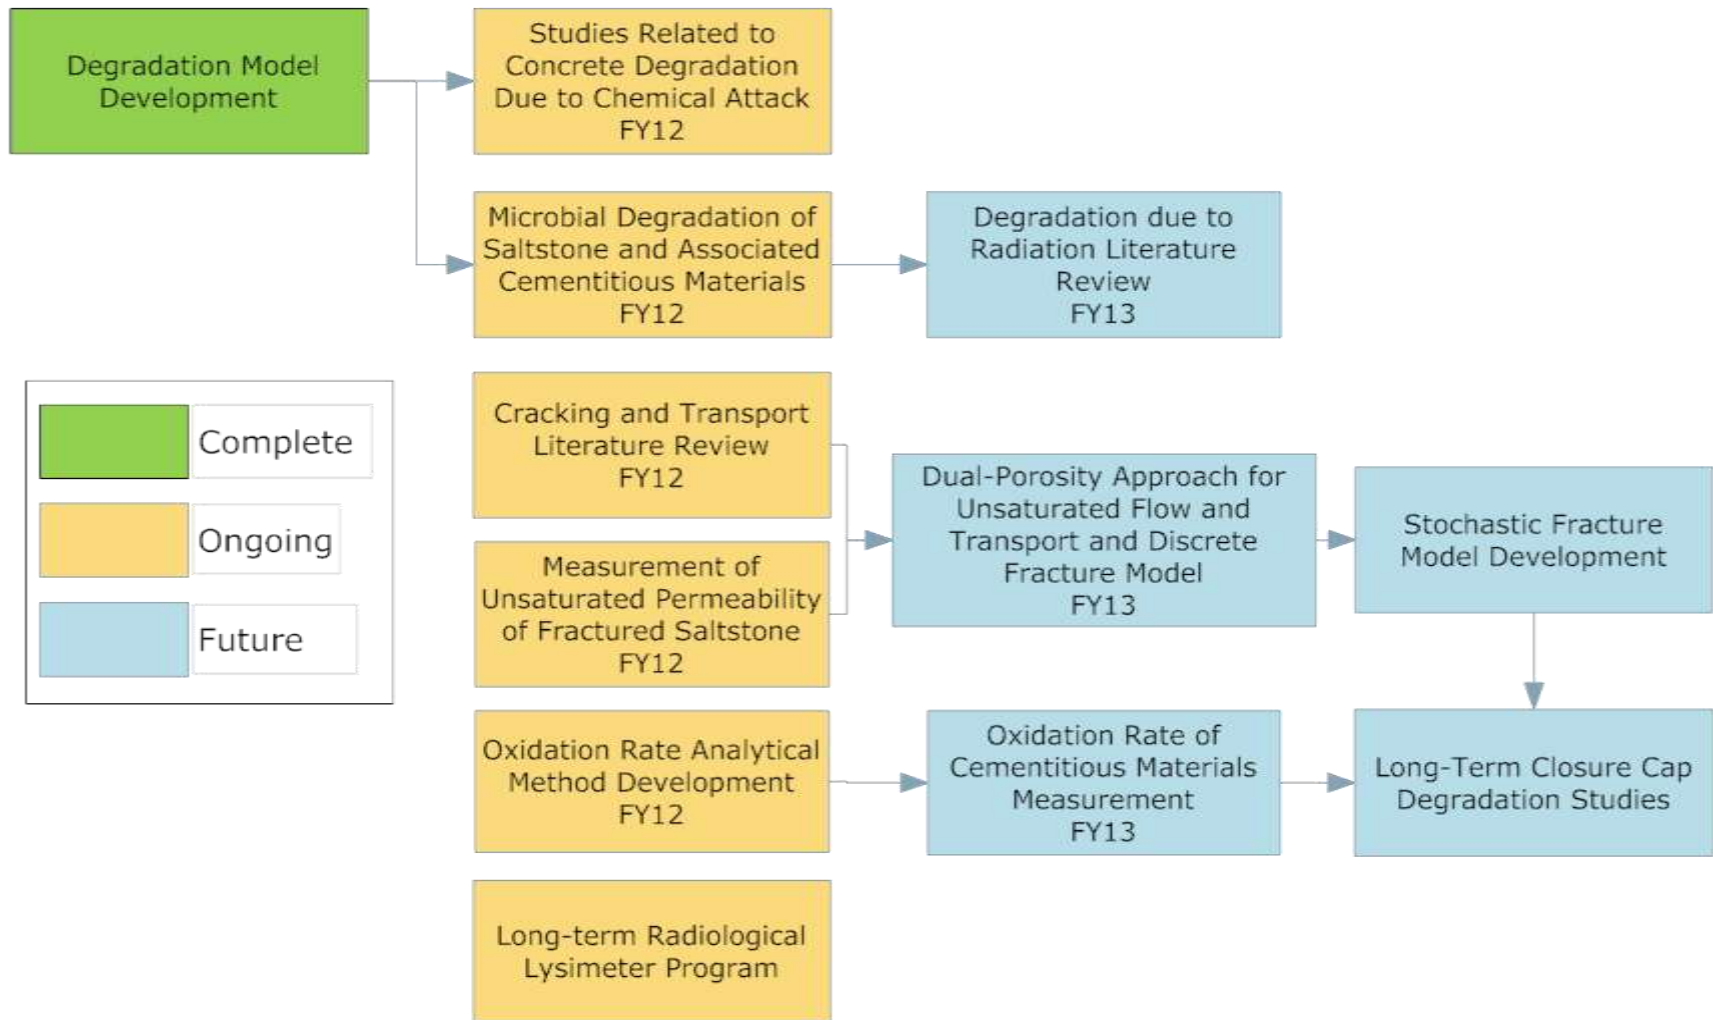 Degradation Model
Development
Studies Related to
Concrete Degradation
Due to Chemical Attack
FY12
Microbial Degradation of
Saltstone and Associated
Cementitious Materials
FY12
Degradation due to
Radiation Literature
Review
FY13
Complete
Ongoing
Future
Cracking and Transport
Literature Review
FY12
Measurement of
Unsaturated Permeability
of Fractured Saltstone
FY12
Dual-Porosity Approach for
Unsaturated Flow and
Transport and Discrete
Fracture Model
FY13
Stochastic Fracture
Model Development
Oxidation Rate Analytical
Method Development
FY12
Oxidation Rate of
Cementitious Materials
Measurement
FY13
Long-Term Closure Cap
Degradation Studies
Long-term Radiological
Lysimeter Program